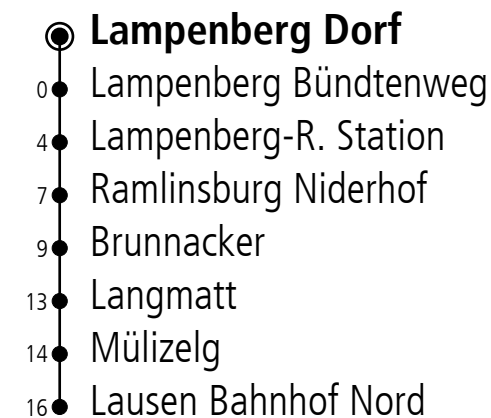 Lampenberg Dorf
0 Lampenberg Bündtenweg
4 Lampenberg-R. Station
7 Ramlinsburg Niderhof
9 Brunnacker
13 Langmatt
14 Mülizelg
16 Lausen Bahnhof Nord